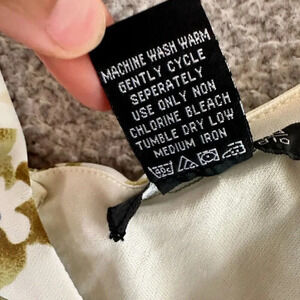 MACHINE WASH WARM
GENTLY CYCLE
SEPERATELY
USE ONLY NON
CHLORINE BLEACH
TUMBLE DRY LOW
MEDIUM IRON